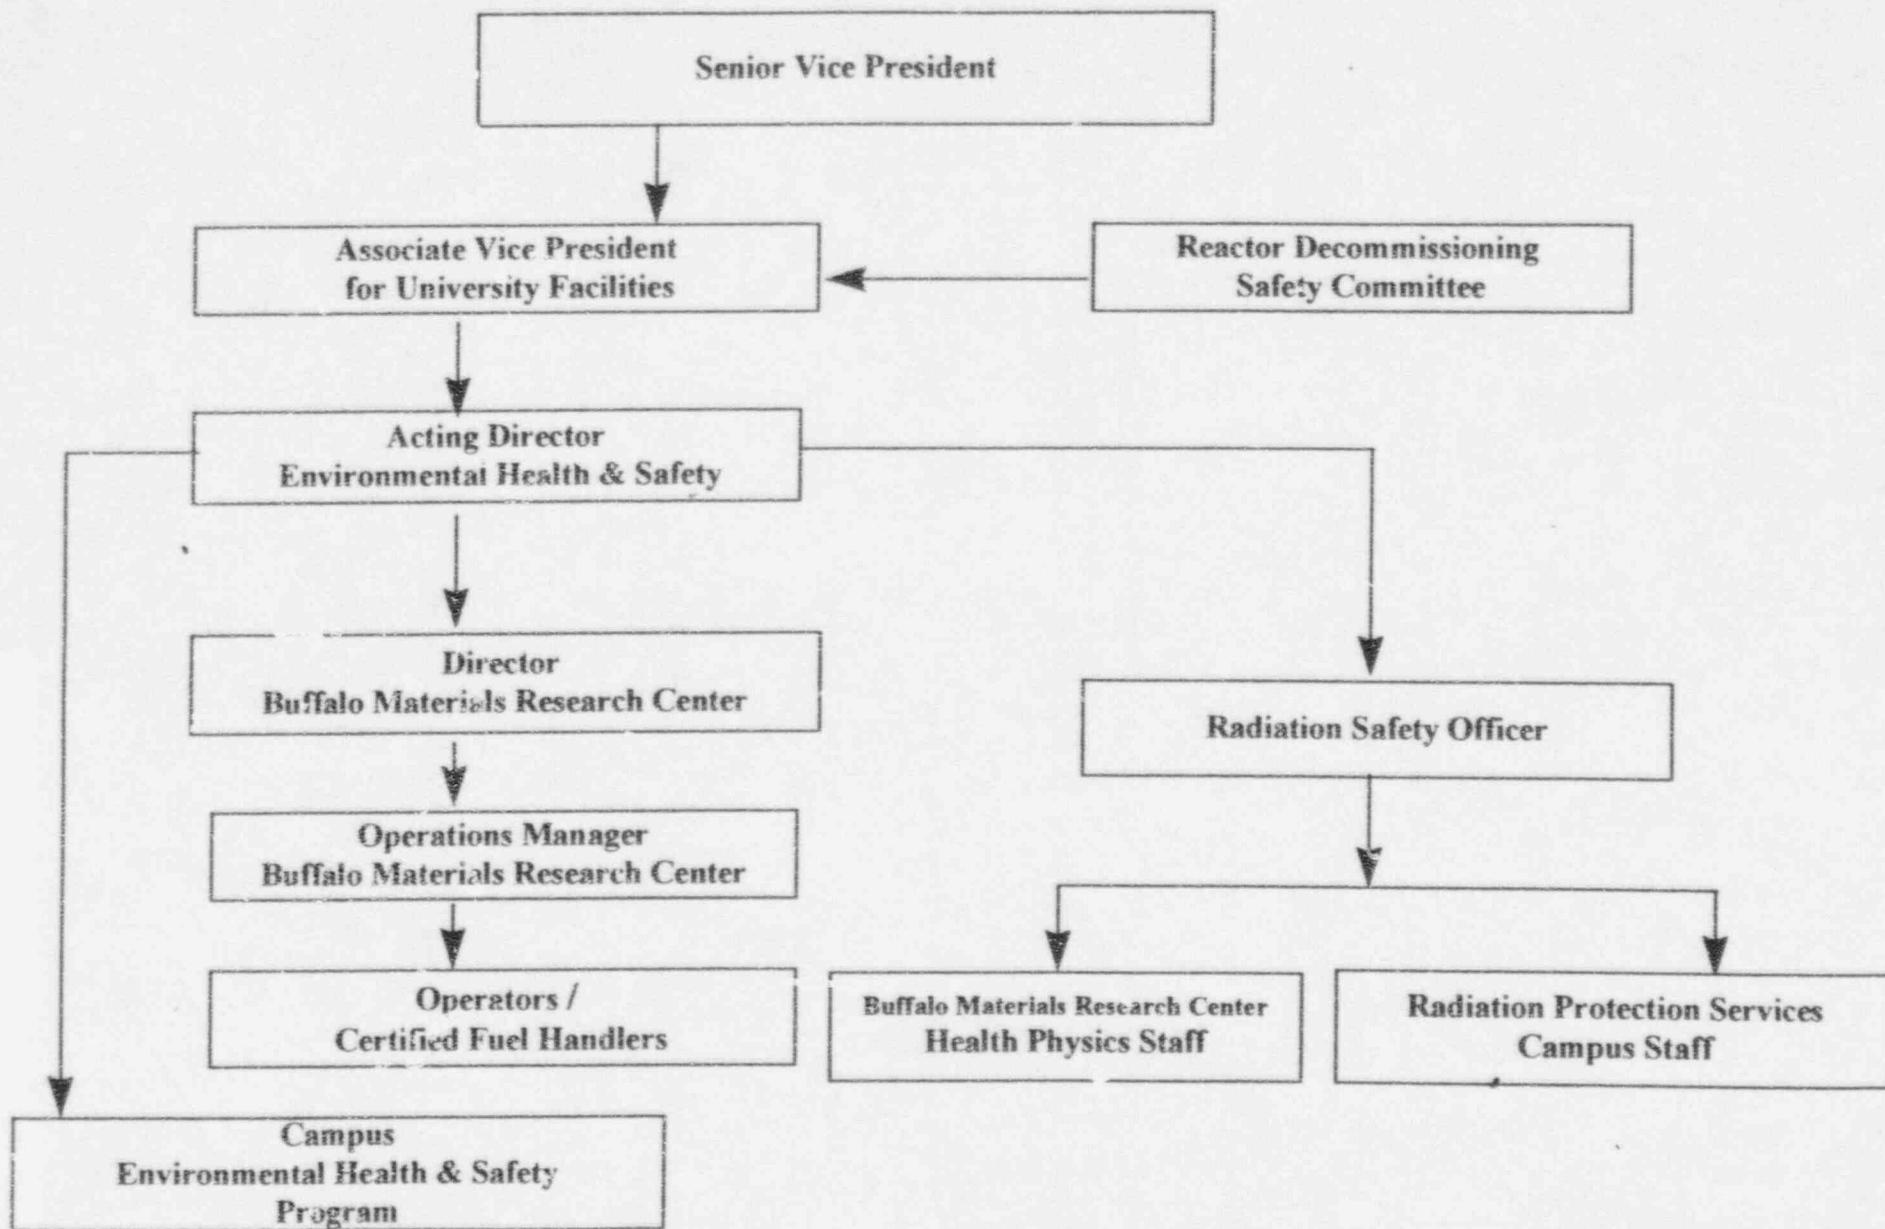 Senior Vice President
Associate Vice President
for University Facilities
Reactor Decommissioning
Safety Committee
Acting Director
Environmental Health & Safety
Director
Buffalo Materials Research Center
Radiation Safety Officer
Operations Manager
Buffalo Materials Research Center
Operators /
Certified Fuel Handlers
Buffalo Materials Research Center
Health Physics Staff
Radiation Protection Services
Campus Staff
Campus
Environmental Health & Safety
Program